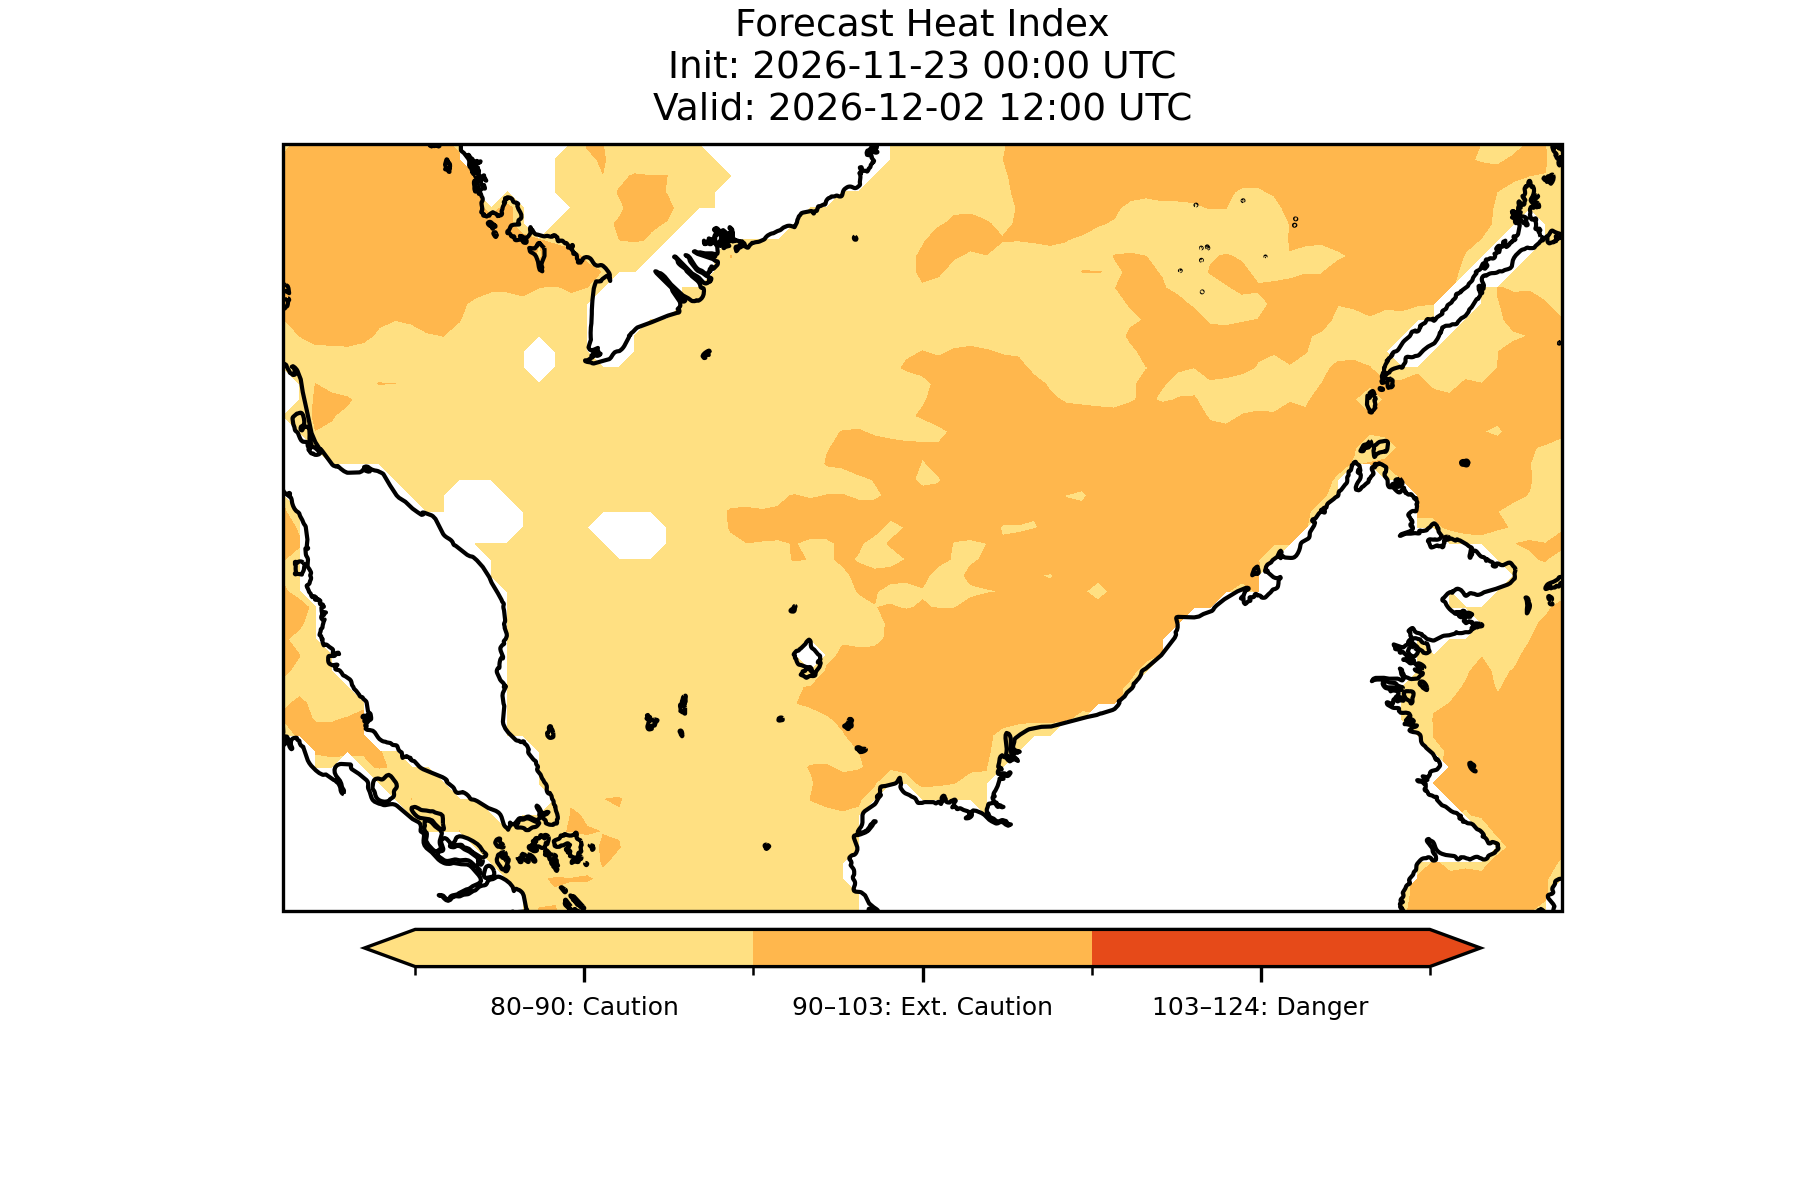 Forecast Heat Index
Init: 2026-11-23 00:00 UTC
Valid: 2026-12-02 12:00 UTC
80–90: Caution
90–103: Ext. Caution
103–124: Danger